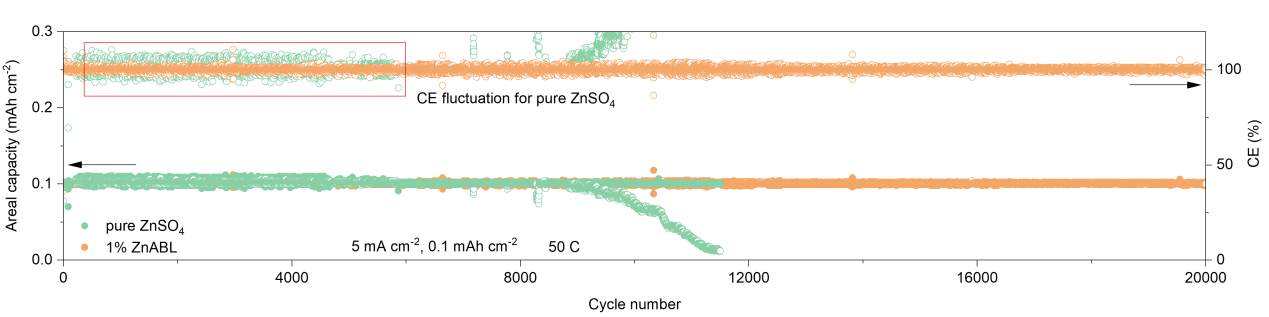 0.3
0.2
0.1
0.0
Areal capacity (mAh cm⁻²)
100
50
0
CE (%)
CE fluctuation for pure ZnSO₄
pure ZnSO₄
1% ZnABL
5 mA cm⁻², 0.1 mAh cm⁻² 50 C
0 4000 8000 12000 16000 20000
Cycle number